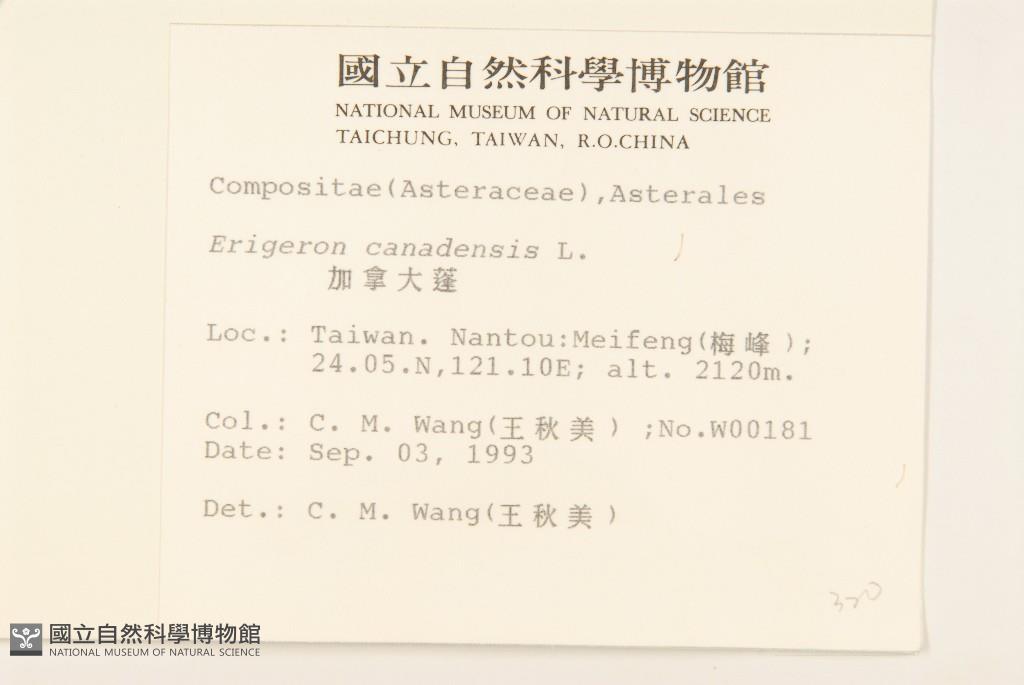 國立自然科學博物館
NATIONAL MUSEUM OF NATURAL SCIENCE
TAICHUNG, TAIWAN, R.O.CHINA
Compositae(Asteraceae),Asterales
Erigeron canadensis L.
加拿大蓬
Loc.: Taiwan. Nantou:Meifeng(梅峰);
24.05.N,121.10E; alt. 2120m.
Col.: C. M. Wang(王秋美) ;No.W00181
Date: Sep. 03, 1993
Det.: C. M. Wang(王秋美)
320
國立自然科學博物館
NATIONAL MUSEUM OF NATURAL SCIENCE